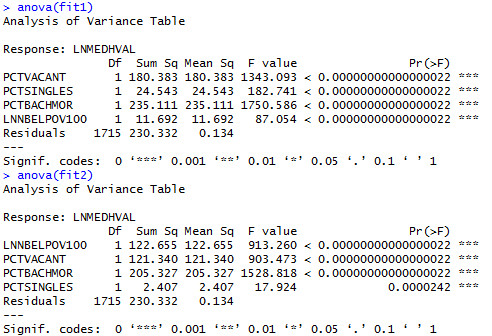 > anova(fit1)
Analysis of Variance Table

Response: LNMEDHVAL
             Df  Sum Sq Mean Sq  F value                Pr(>F)    
PCTVACANT     1 180.383 180.383 1343.093 < 0.00000000000000022 ***
PCTSINGLES    1  24.543  24.543  182.741 < 0.00000000000000022 ***
PCTBACHMOR    1 235.111 235.111 1750.586 < 0.00000000000000022 ***
LNNBELPOV100  1  11.692  11.692   87.054 < 0.00000000000000022 ***
Residuals  1715 230.332   0.134
---
Signif. codes:  0 ‘***’ 0.001 ‘**’ 0.01 ‘*’ 0.05 ‘.’ 0.1 ‘ ’ 1
> anova(fit2)
Analysis of Variance Table

Response: LNMEDHVAL
             Df  Sum Sq Mean Sq  F value                Pr(>F)    
LNNBELPOV100  1 122.655 122.655  913.260 < 0.00000000000000022 ***
PCTVACANT     1 121.340 121.340  903.473 < 0.00000000000000022 ***
PCTBACHMOR    1 205.327 205.327 1528.818 < 0.00000000000000022 ***
PCTSINGLES    1   2.407   2.407   17.924             0.0000242 ***
Residuals  1715 230.332   0.134
---
Signif. codes:  0 ‘***’ 0.001 ‘**’ 0.01 ‘*’ 0.05 ‘.’ 0.1 ‘ ’ 1